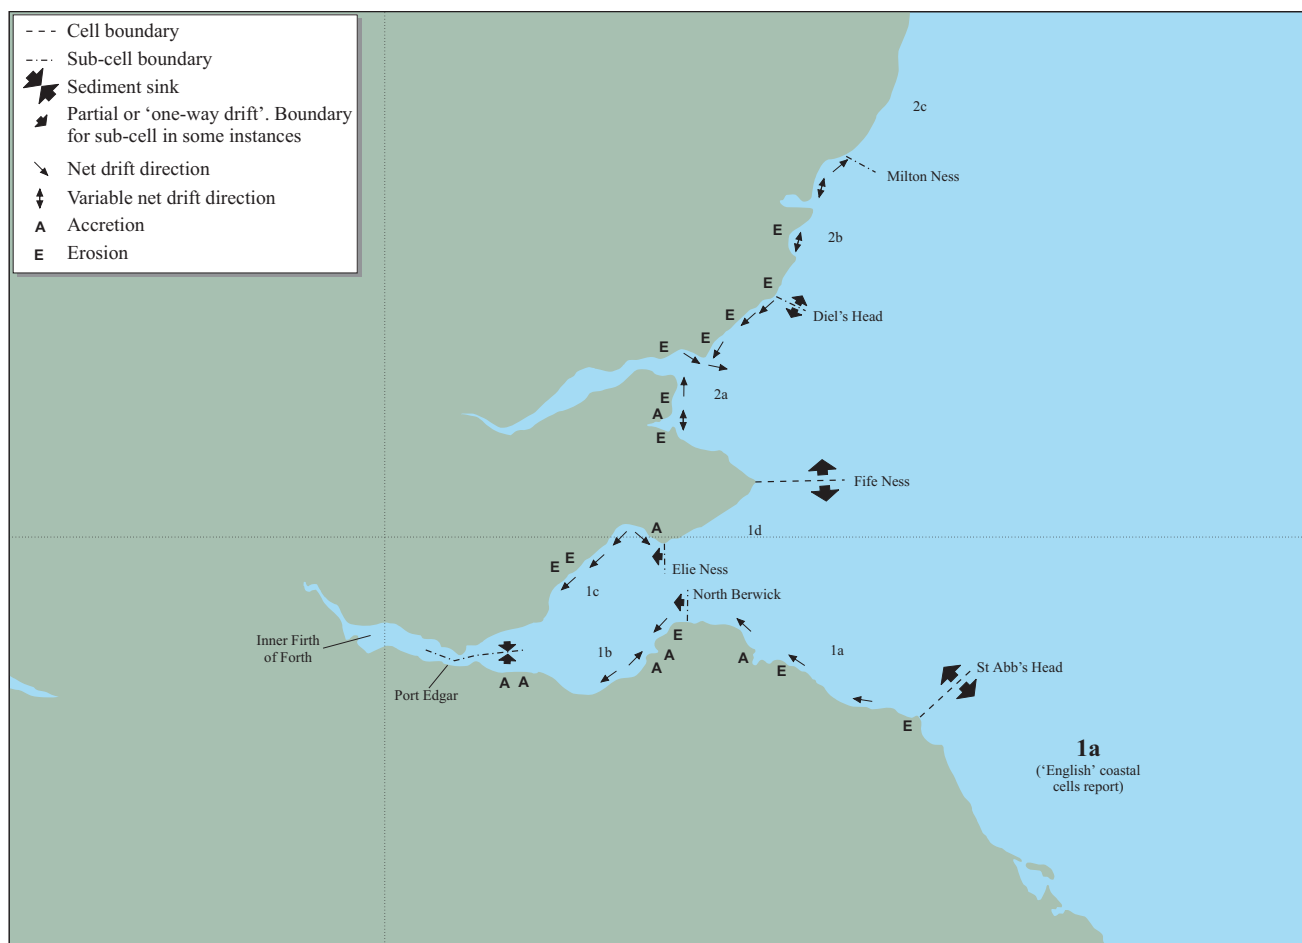 Cell boundary
Sub-cell boundary
Sediment sink
Partial or ‘one-way drift’. Boundary
for sub-cell in some instances
Net drift direction
Variable net drift direction
A Accretion
E Erosion
2c
Milton Ness
E
2b
E
Diel’s Head
E
E
E
2a
E
A
E
Fife Ness
1d
A
E
E
Elie Ness
1c
North Berwick
Inner Firth
of Forth
E
1b
A
A
A
1a
E
St Abb’s Head
Port Edgar
A A
E
1a
(‘English’ coastal
cells report)